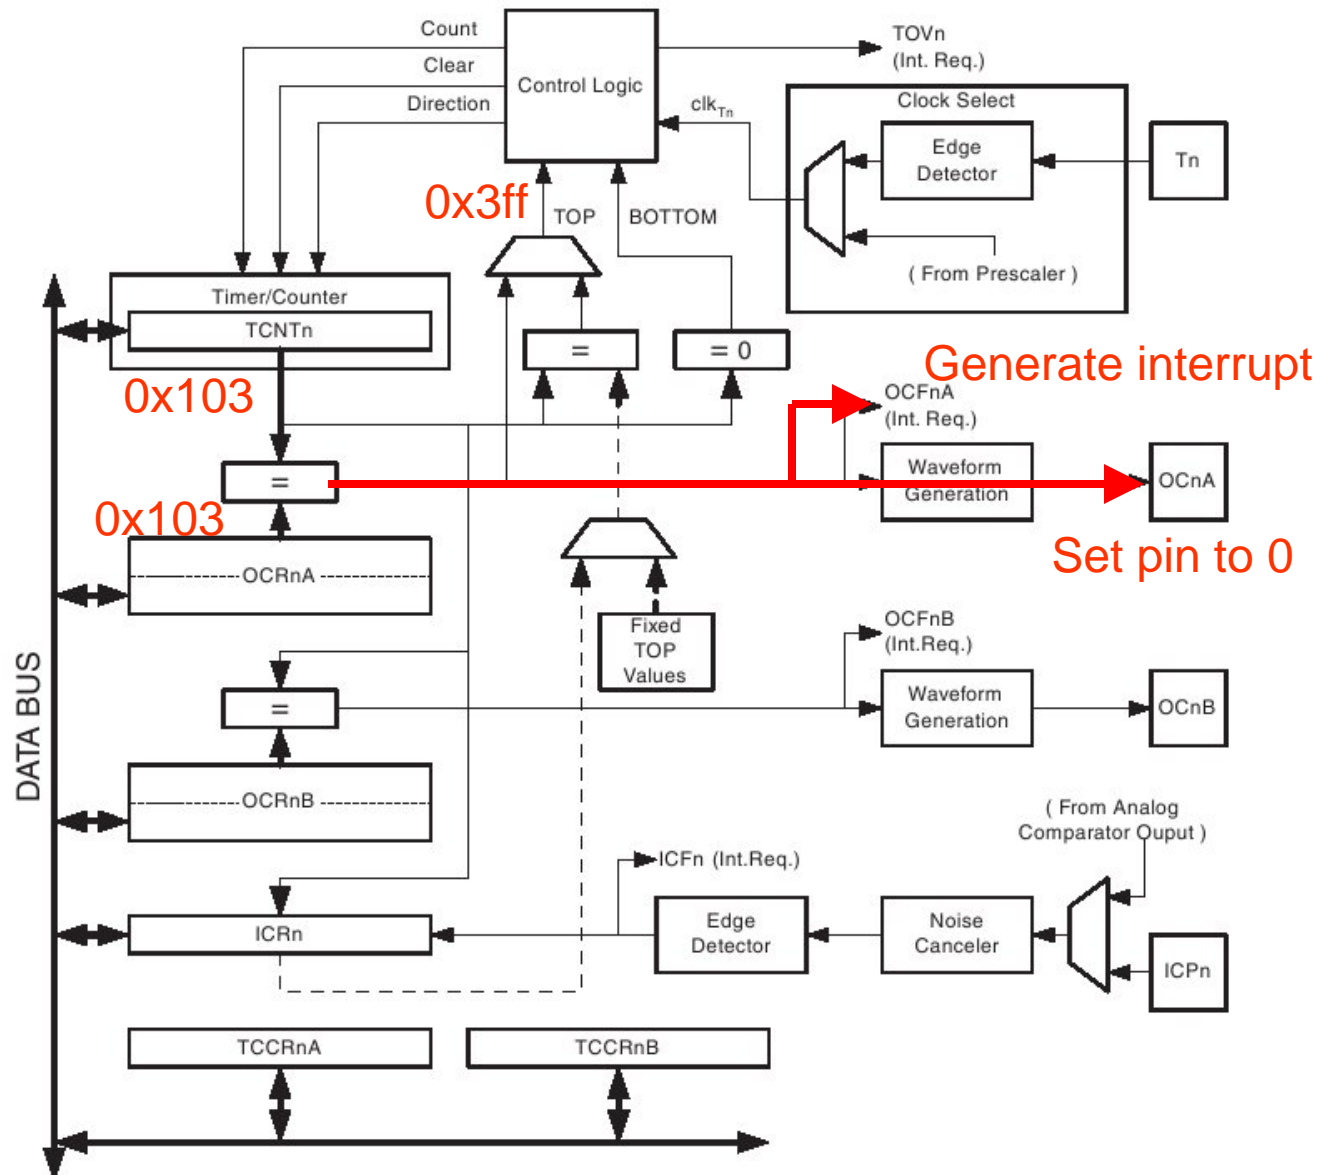 Count
Clear
Direction
Control Logic
TOVn
(Int. Req.)
clkTn
Clock Select
Edge
Detector
Tn
( From Prescaler )
0x3ff
TOP
BOTTOM
Timer/Counter
TCNTn
=
= 0
0x103
Generate interrupt
OCFnA
(Int. Req.)
=
Waveform
Generation
OCnA
0x103
Set pin to 0
OCRnA
Fixed
TOP
Values
OCFnB
(Int.Req.)
=
Waveform
Generation
OCnB
DATA BUS
OCRnB
( From Analog
Comparator Ouput )
ICFn (Int.Req.)
ICRn
Edge
Detector
Noise
Canceler
ICPn
TCCRnA
TCCRnB